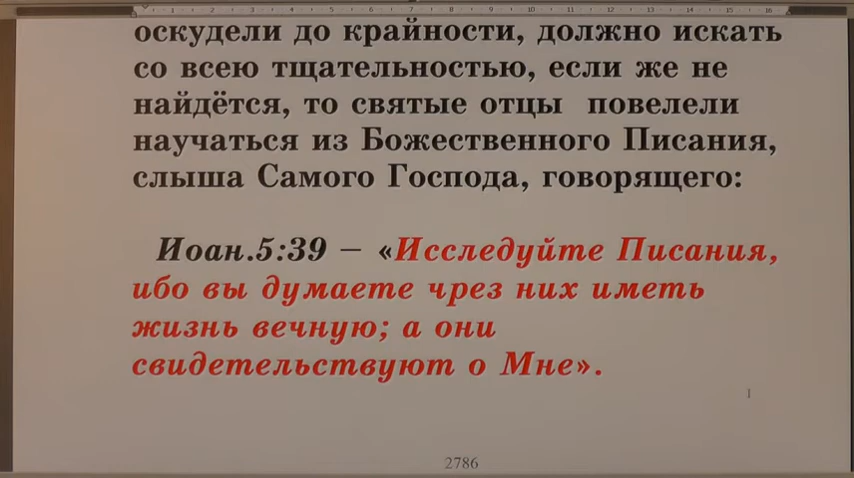 оскудели до крайности, должно искать
со всею тщательностью, если же не
найдётся, то святые отцы повелели
научаться из Божественного Писания,
слыша Самого Господа, говорящего:
Иоан.5:39 – «Исследуйте Писания,
ибо вы думаете чрез них иметь
жизнь вечную; а они
свидетельствуют о Мне».
1
2786